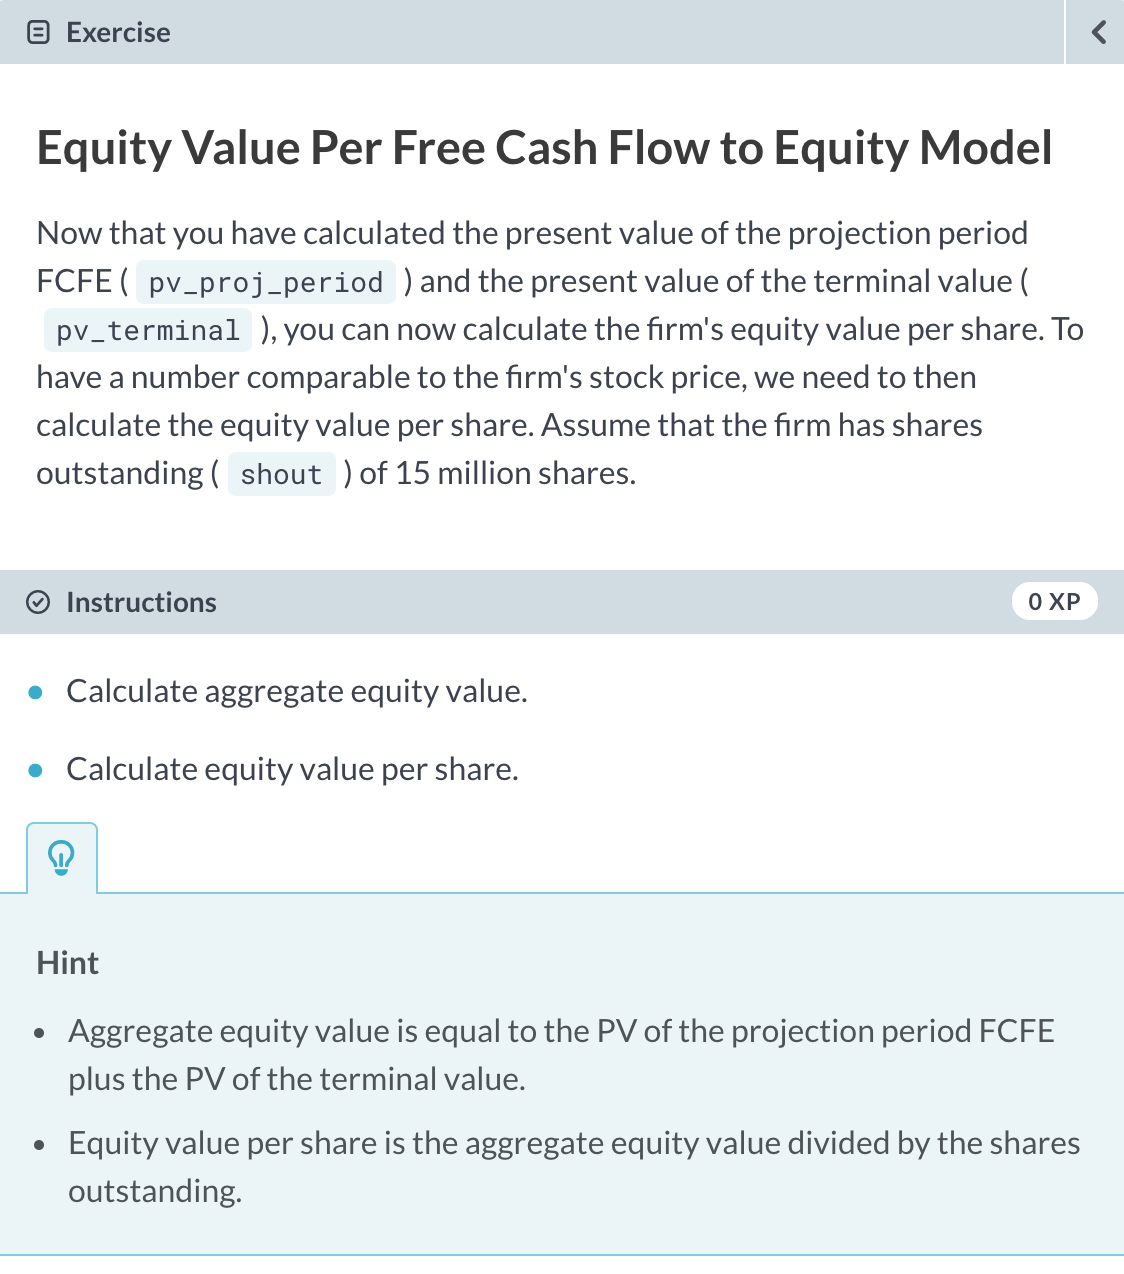 Exercise
Equity Value Per Free Cash Flow to Equity Model
Now that you have calculated the present value of the projection period
FCFE ( pv_proj_period ) and the present value of the terminal value (
pv_terminal ), you can now calculate the firm's equity value per share. To
have a number comparable to the firm's stock price, we need to then
calculate the equity value per share. Assume that the firm has shares
outstanding ( shout ) of 15 million shares.
Instructions
0 XP
Calculate aggregate equity value.
Calculate equity value per share.
Hint
Aggregate equity value is equal to the PV of the projection period FCFE
plus the PV of the terminal value.
Equity value per share is the aggregate equity value divided by the shares
outstanding.